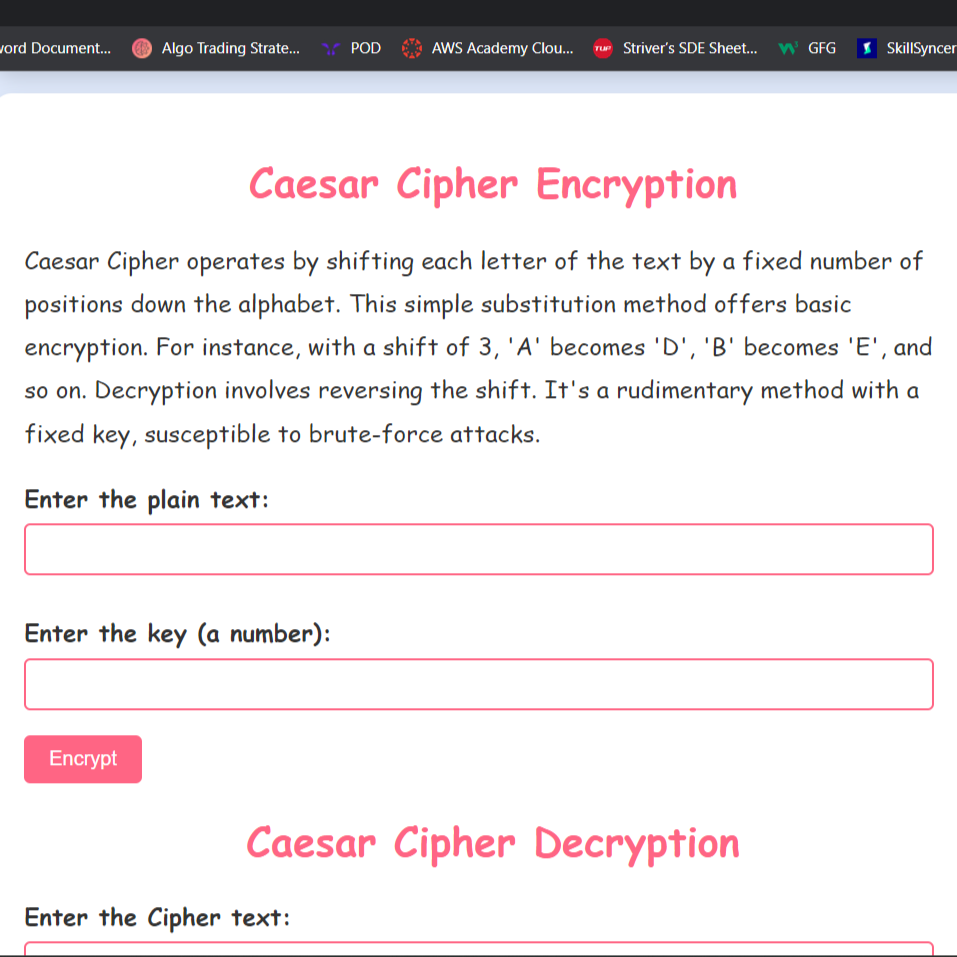 word Document... Algo Trading Strate... POD AWS Academy Clou... TUF Striver's SDE Sheet... GFG SkillSyncer
Caesar Cipher Encryption
Caesar Cipher operates by shifting each letter of the text by a fixed number of
positions down the alphabet. This simple substitution method offers basic
encryption. For instance, with a shift of 3, 'A' becomes 'D', 'B' becomes 'E', and
so on. Decryption involves reversing the shift. It's a rudimentary method with a
fixed key, susceptible to brute-force attacks.
Enter the plain text:
Enter the key (a number):
Encrypt
Caesar Cipher Decryption
Enter the Cipher text: